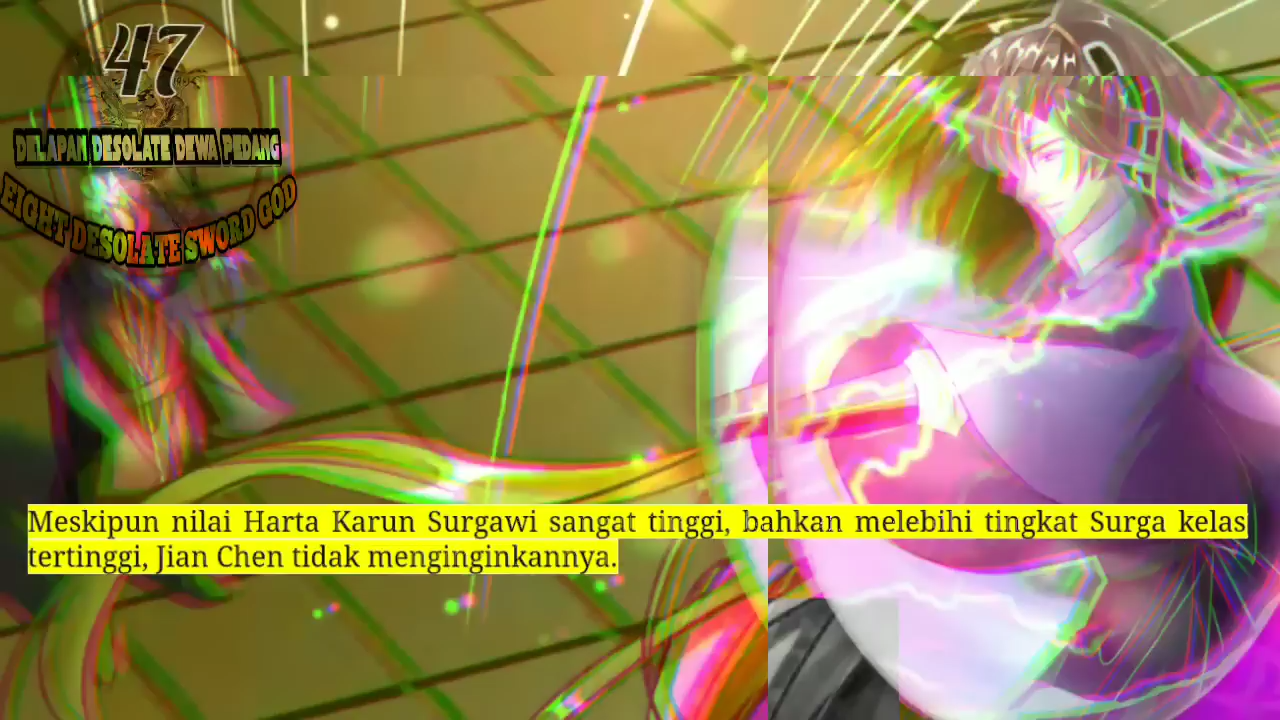 47
DELAPAN DESOLATE DEWA PEDANG
EIGHT DESOLATE SWORD GOD
Meskipun nilai Harta Karun Surgawi sangat tinggi, bahkan melebihi tingkat Surga kelas
tertinggi, Jian Chen tidak menginginkannya.